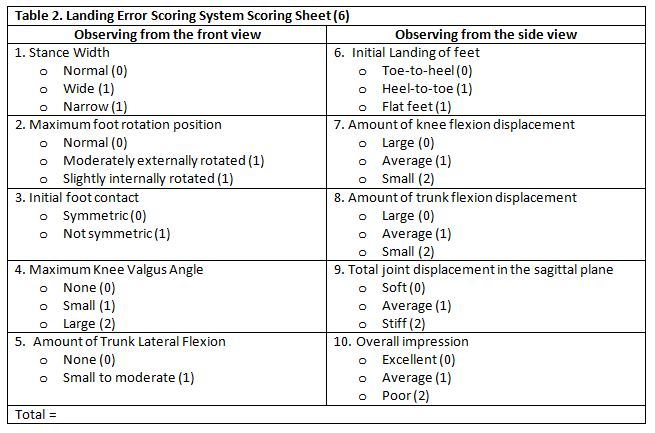 Table 2. Landing Error Scoring System Scoring Sheet (6)
Observing from the front view
1. Stance Width
o Normal (0)
o Wide (1)
o Narrow (1)
2. Maximum foot rotation position
o Normal (0)
o Moderately externally rotated (1)
o Slightly internally rotated (1)
3. Initial foot contact
o Symmetric (0)
o Not symmetric (1)
4. Maximum Knee Valgus Angle
o None (0)
o Small (1)
o Large (2)
5. Amount of Trunk Lateral Flexion
o None (0)
o Small to moderate (1)
Observing from the side view
6. Initial Landing of feet
o Toe-to-heel (0)
o Heel-to-toe (1)
o Flat feet (1)
7. Amount of knee flexion displacement
o Large (0)
o Average (1)
o Small (2)
8. Amount of trunk flexion displacement
o Large (0)
o Average (1)
o Small (2)
9. Total joint displacement in the sagittal plane
o Soft (0)
o Average (1)
o Stiff (2)
10. Overall impression
o Excellent (0)
o Average (1)
o Poor (2)
Total =